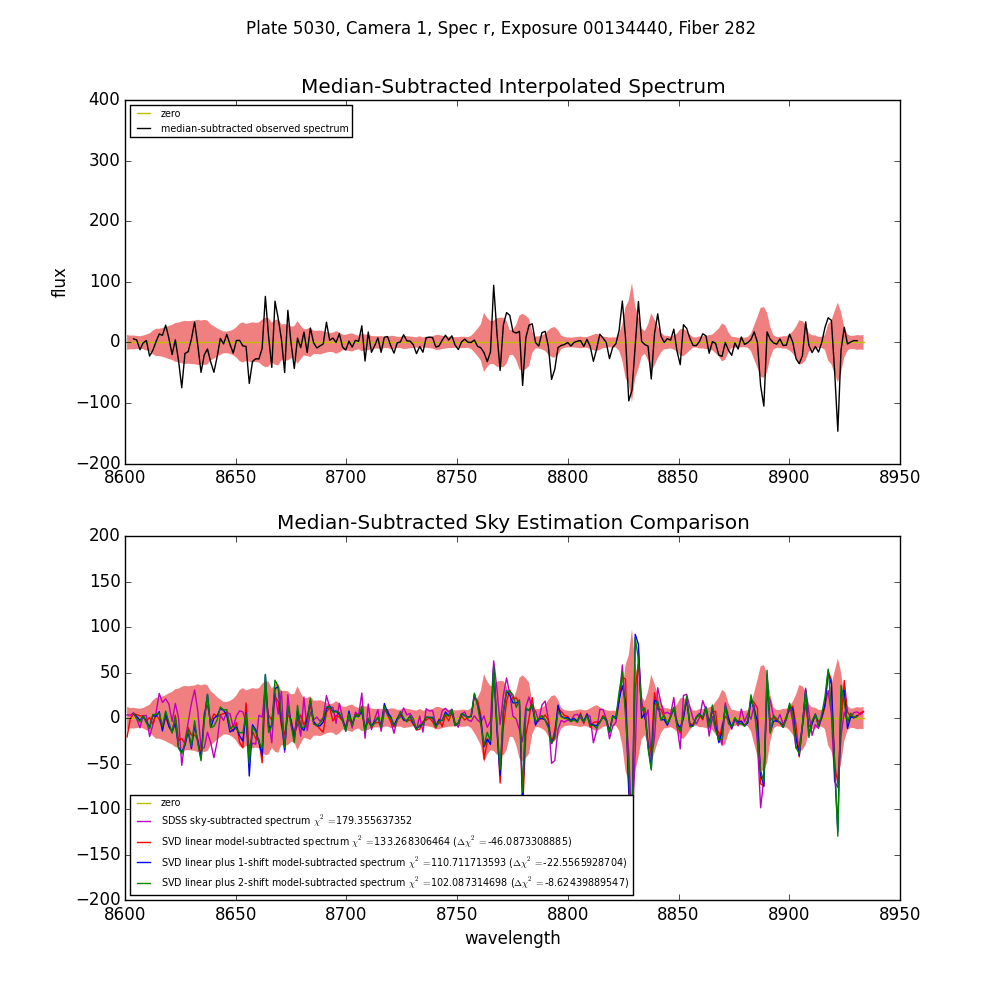 Plate 5030, Camera 1, Spec r, Exposure 00134440, Fiber 282
Median-Subtracted Interpolated Spectrum
zero
median-subtracted observed spectrum
flux
400
300
200
100
0
−100
−200
8600 8650 8700 8750 8800 8850 8900 8950
Median-Subtracted Sky Estimation Comparison
200
150
100
50
0
−50
−100
−150
−200
zero
SDSS sky-subtracted spectrum χ² =179.355637352
SVD linear model-subtracted spectrum χ² =133.268306464 (Δχ² =-46.0873308885)
SVD linear plus 1-shift model-subtracted spectrum χ² =110.711713593 (Δχ² =-22.5565928704)
SVD linear plus 2-shift model-subtracted spectrum χ² =102.087314698 (Δχ² =-8.62439889547)
8600 8650 8700 8750 8800 8850 8900 8950
wavelength